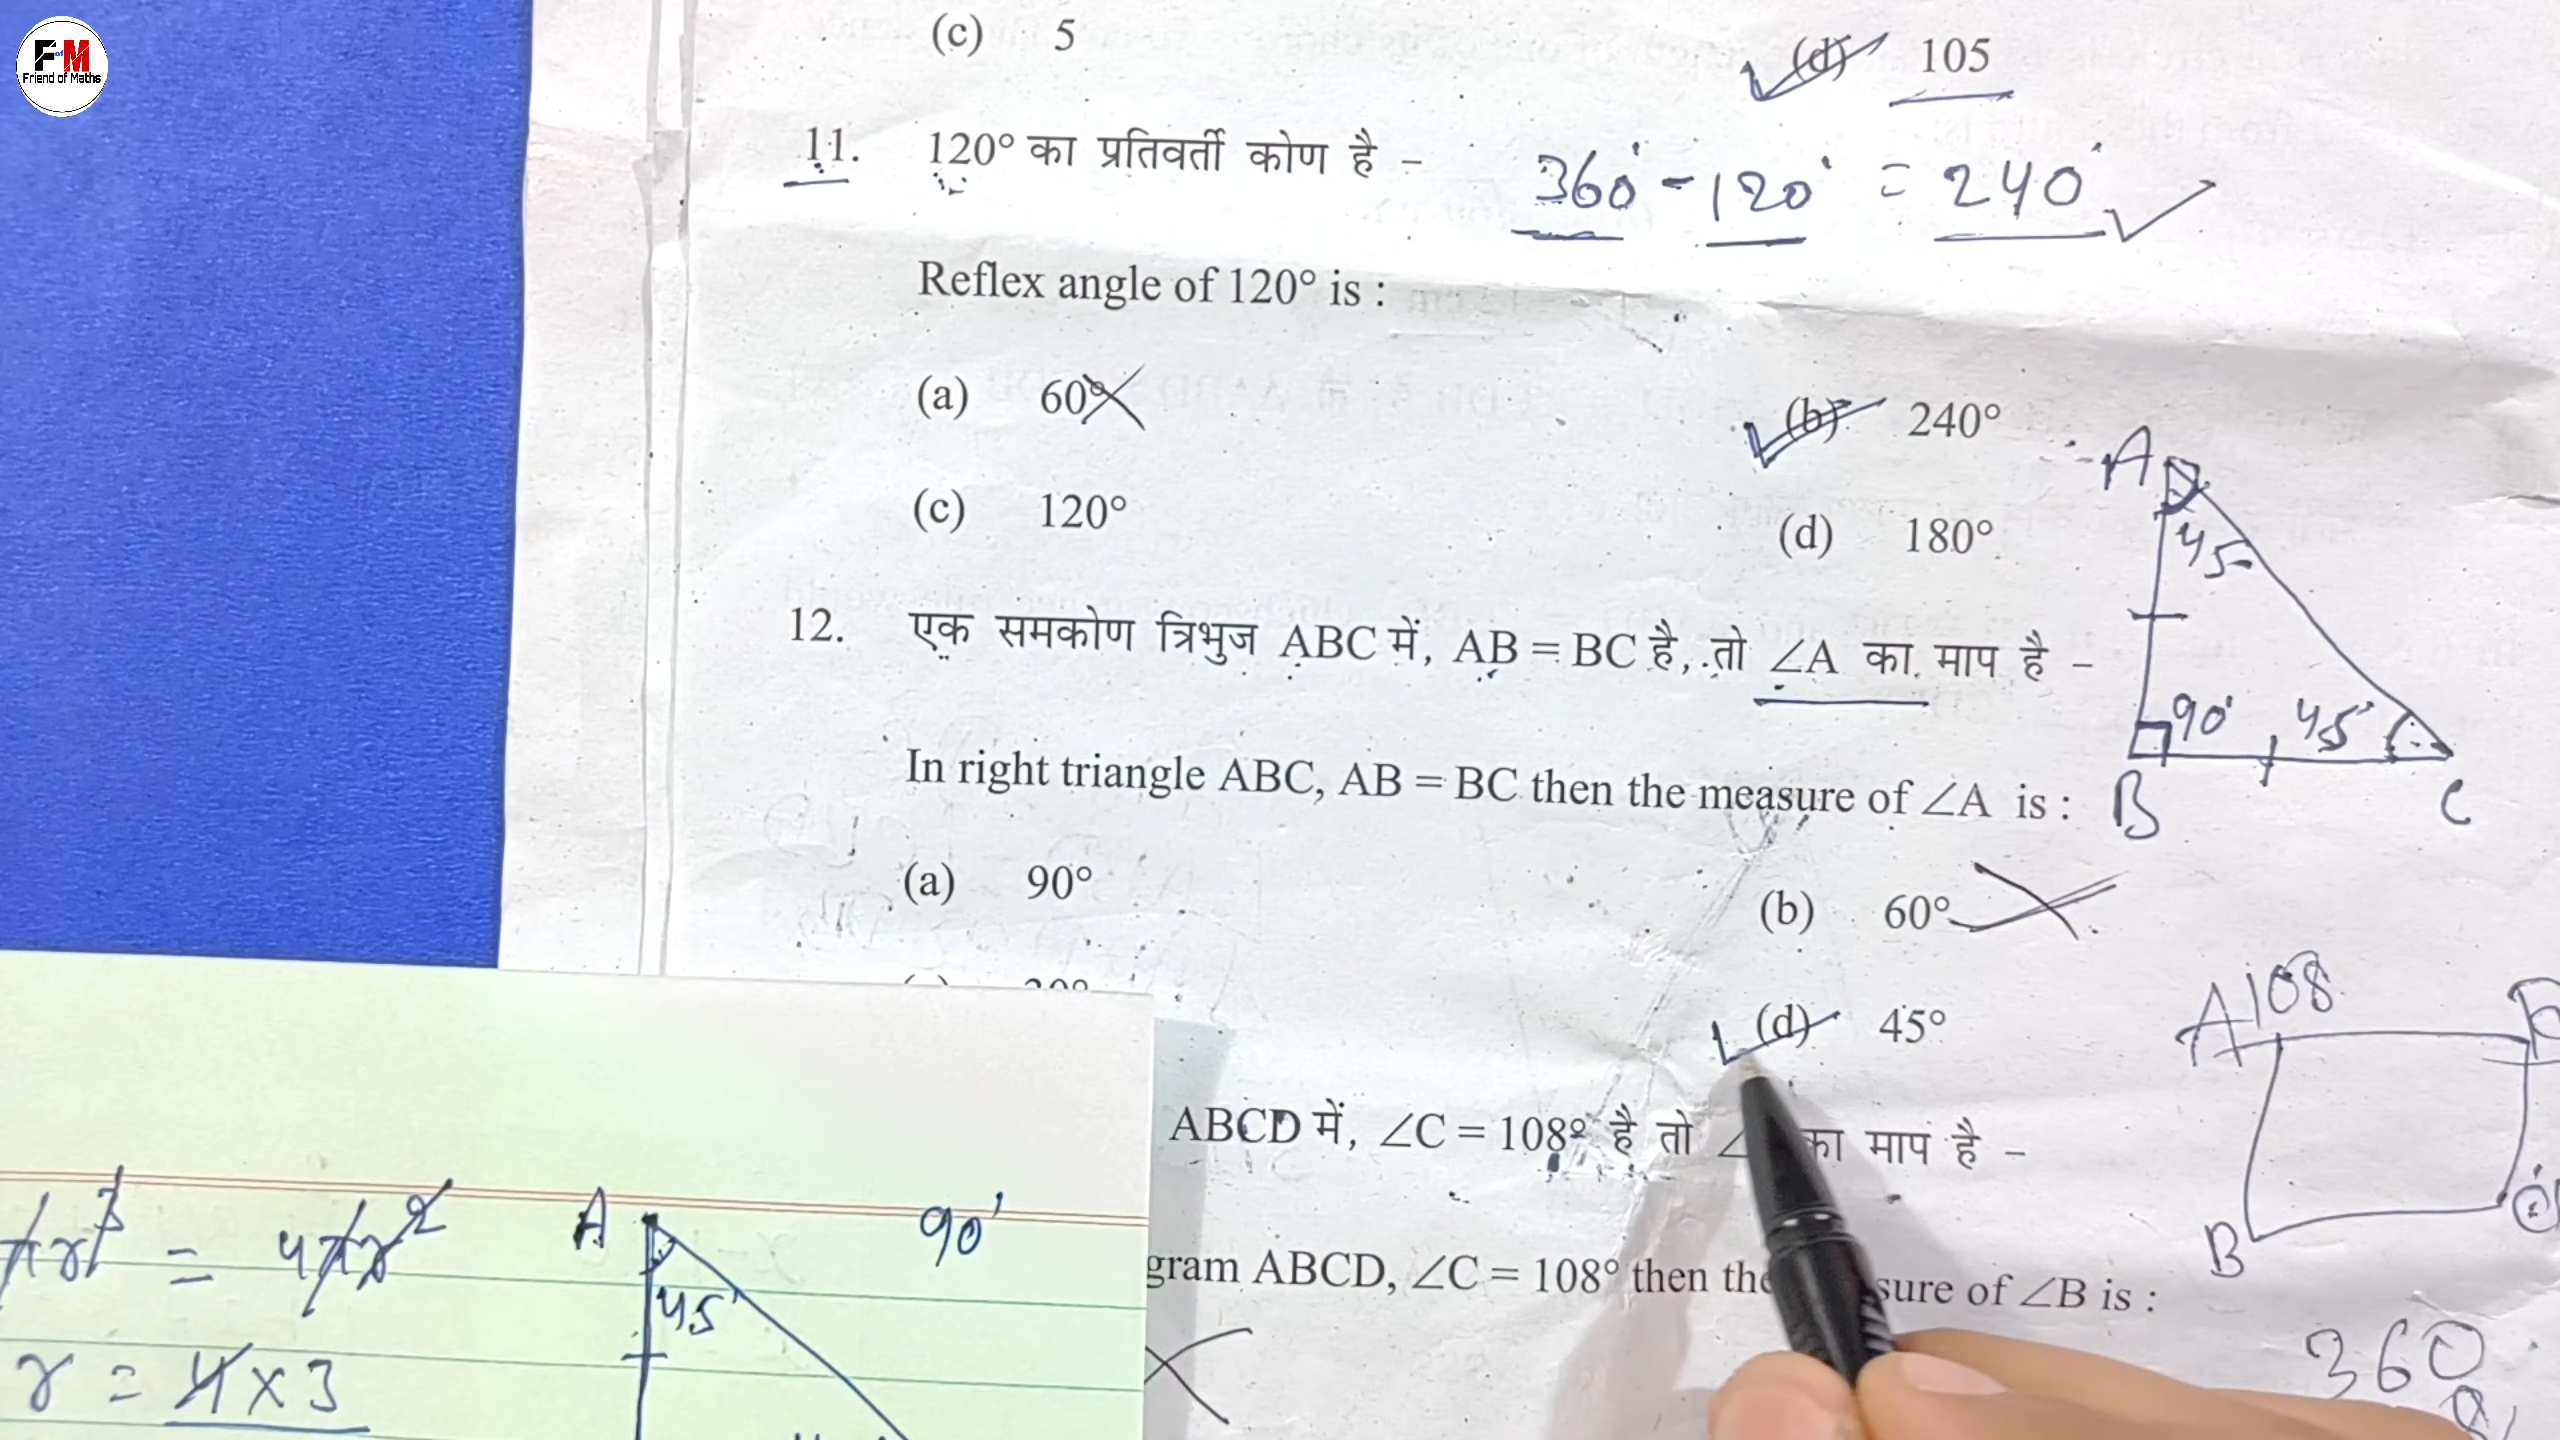 FofM
Friend of Maths
(c) 5
(d) 105
11. 120° का प्रतिवर्ती कोण है –
360° - 120° = 240°
Reflex angle of 120° is :
(a) 60°
(b) 240°
(c) 120°
(d) 180°
A
45
90°
45°
B
C
12. एक समकोण त्रिभुज ABC में, AB = BC है, तो ∠A का माप है –
In right triangle ABC, AB = BC then the measure of ∠A is :
(a) 90°
(b) 60°
(d) 45°
A 108
B
ABCD में, ∠C = 108° है तो का माप है –
gram ABCD, ∠C = 108° then the sure of ∠B is :
360
A
90°
45°
πr³ = 4πr²
r = 4 × 3